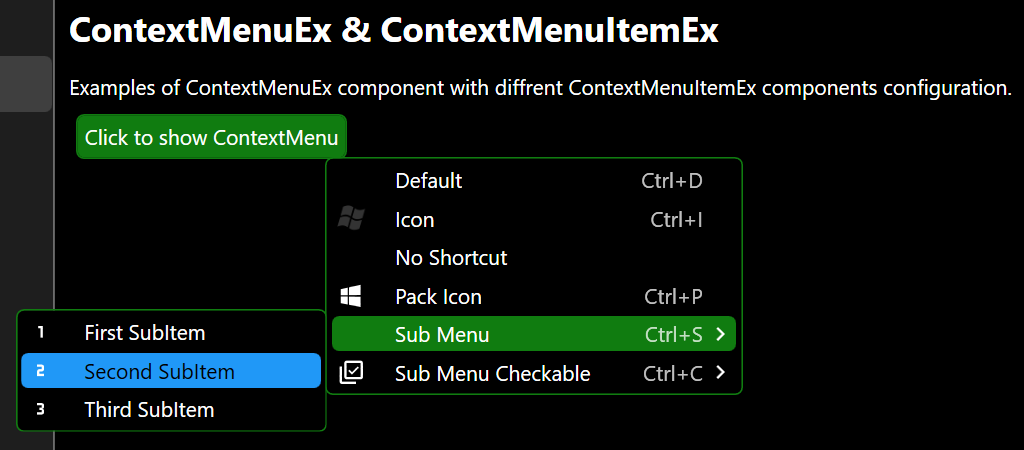 ContextMenuEx & ContextMenuItemEx
Examples of ContextMenuEx component with diffrent ContextMenuItemEx components configuration.
Click to show ContextMenu
Default Ctrl+D
Icon Ctrl+I
No Shortcut
Pack Icon Ctrl+P
Sub Menu Ctrl+S
Sub Menu Checkable Ctrl+C
1 First SubItem
2 Second SubItem
3 Third SubItem